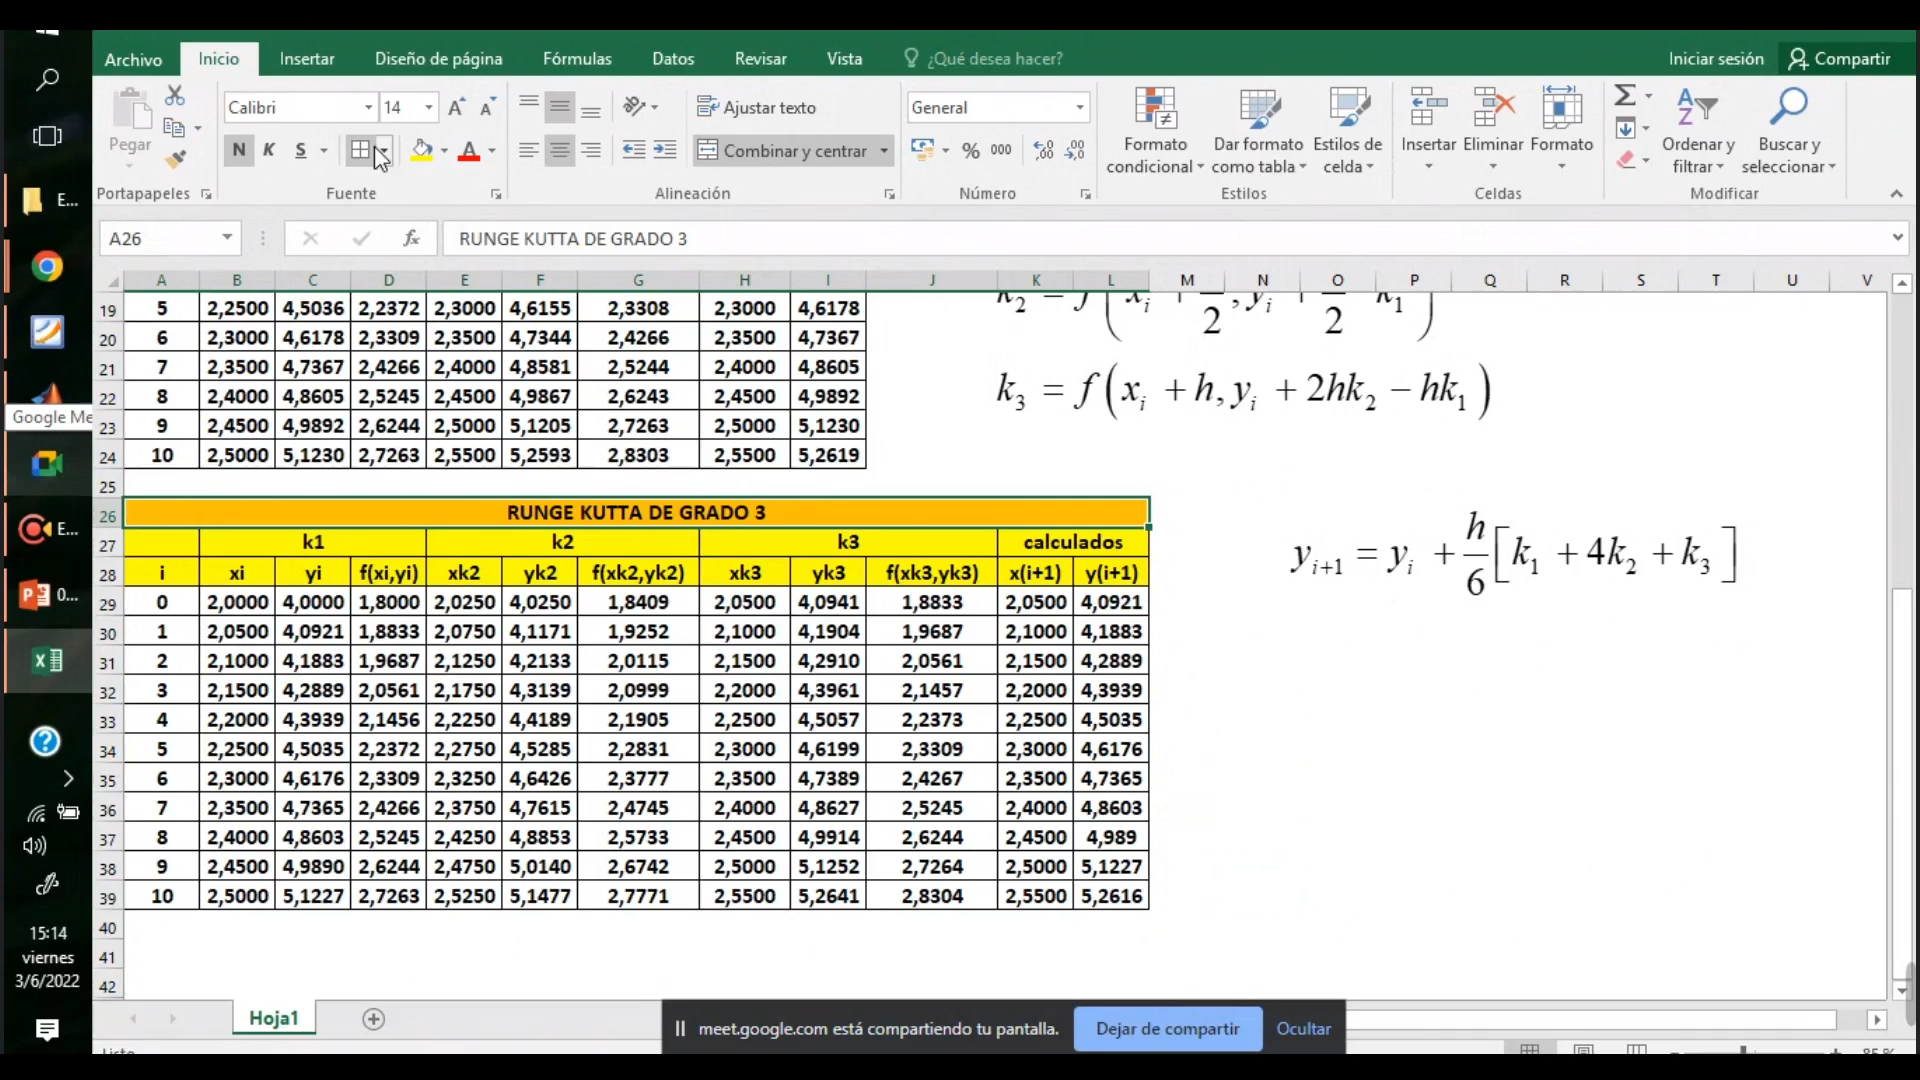 Archivo Inicio Insertar Diseño de página Fórmulas Datos Revisar Vista ¿Qué desea hacer? Iniciar sesión Compartir
Pegar Calibri 14 Ajustar texto General Formato condicional Dar formato como tabla Estilos de celda Insertar Eliminar Formato Ordenar y filtrar Buscar y seleccionar
N K S Combinar y centrar % 000
Portapapeles Fuente Alineación Número Estilos Celdas Modificar
A26 fx RUNGE KUTTA DE GRADO 3
A B C D E F G H I J K L M N O P Q R S T U V
19 5 2,2500 4,5036 2,2372 2,3000 4,6155 2,3308 2,3000 4,6178
20 6 2,3000 4,6178 2,3309 2,3500 4,7344 2,4266 2,3500 4,7367
21 7 2,3500 4,7367 2,4266 2,4000 4,8581 2,5244 2,4000 4,8605
22 8 2,4000 4,8605 2,5245 2,4500 4,9867 2,6243 2,4500 4,9892
23 9 2,4500 4,9892 2,6244 2,5000 5,1205 2,7263 2,5000 5,1230
24 10 2,5000 5,1230 2,7263 2,5500 5,2593 2,8303 2,5500 5,2619
k₃ = f(xᵢ + h, yᵢ + 2hk₂ − hk₁)
25
26 RUNGE KUTTA DE GRADO 3
27 k1 k2 k3 calculados
28 i xi yi f(xi,yi) xk2 yk2 f(xk2,yk2) xk3 yk3 f(xk3,yk3) x(i+1) y(i+1)
29 0 2,0000 4,0000 1,8000 2,0250 4,0250 1,8409 2,0500 4,0941 1,8833 2,0500 4,0921
30 1 2,0500 4,0921 1,8833 2,0750 4,1171 1,9252 2,1000 4,1904 1,9687 2,1000 4,1883
31 2 2,1000 4,1883 1,9687 2,1250 4,2133 2,0115 2,1500 4,2910 2,0561 2,1500 4,2889
32 3 2,1500 4,2889 2,0561 2,1750 4,3139 2,0999 2,2000 4,3961 2,1457 2,2000 4,3939
33 4 2,2000 4,3939 2,1456 2,2250 4,4189 2,1905 2,2500 4,5057 2,2373 2,2500 4,5035
34 5 2,2500 4,5035 2,2372 2,2750 4,5285 2,2831 2,3000 4,6199 2,3309 2,3000 4,6176
35 6 2,3000 4,6176 2,3309 2,3250 4,6426 2,3777 2,3500 4,7389 2,4267 2,3500 4,7365
36 7 2,3500 4,7365 2,4266 2,3750 4,7615 2,4745 2,4000 4,8627 2,5245 2,4000 4,8603
37 8 2,4000 4,8603 2,5245 2,4250 4,8853 2,5733 2,4500 4,9914 2,6244 2,4500 4,989
38 9 2,4500 4,9890 2,6244 2,4750 5,0140 2,6742 2,5000 5,1252 2,7264 2,5000 5,1227
39 10 2,5000 5,1227 2,7263 2,5250 5,1477 2,7771 2,5500 5,2641 2,8304 2,5500 5,2616
40
41
42
yᵢ₊₁ = yᵢ + h/6 [k₁ + 4k₂ + k₃]
Hoja1
meet.google.com está compartiendo tu pantalla. Dejar de compartir Ocultar
E...
Google Me
E...
0...
15:14
viernes
3/6/2022